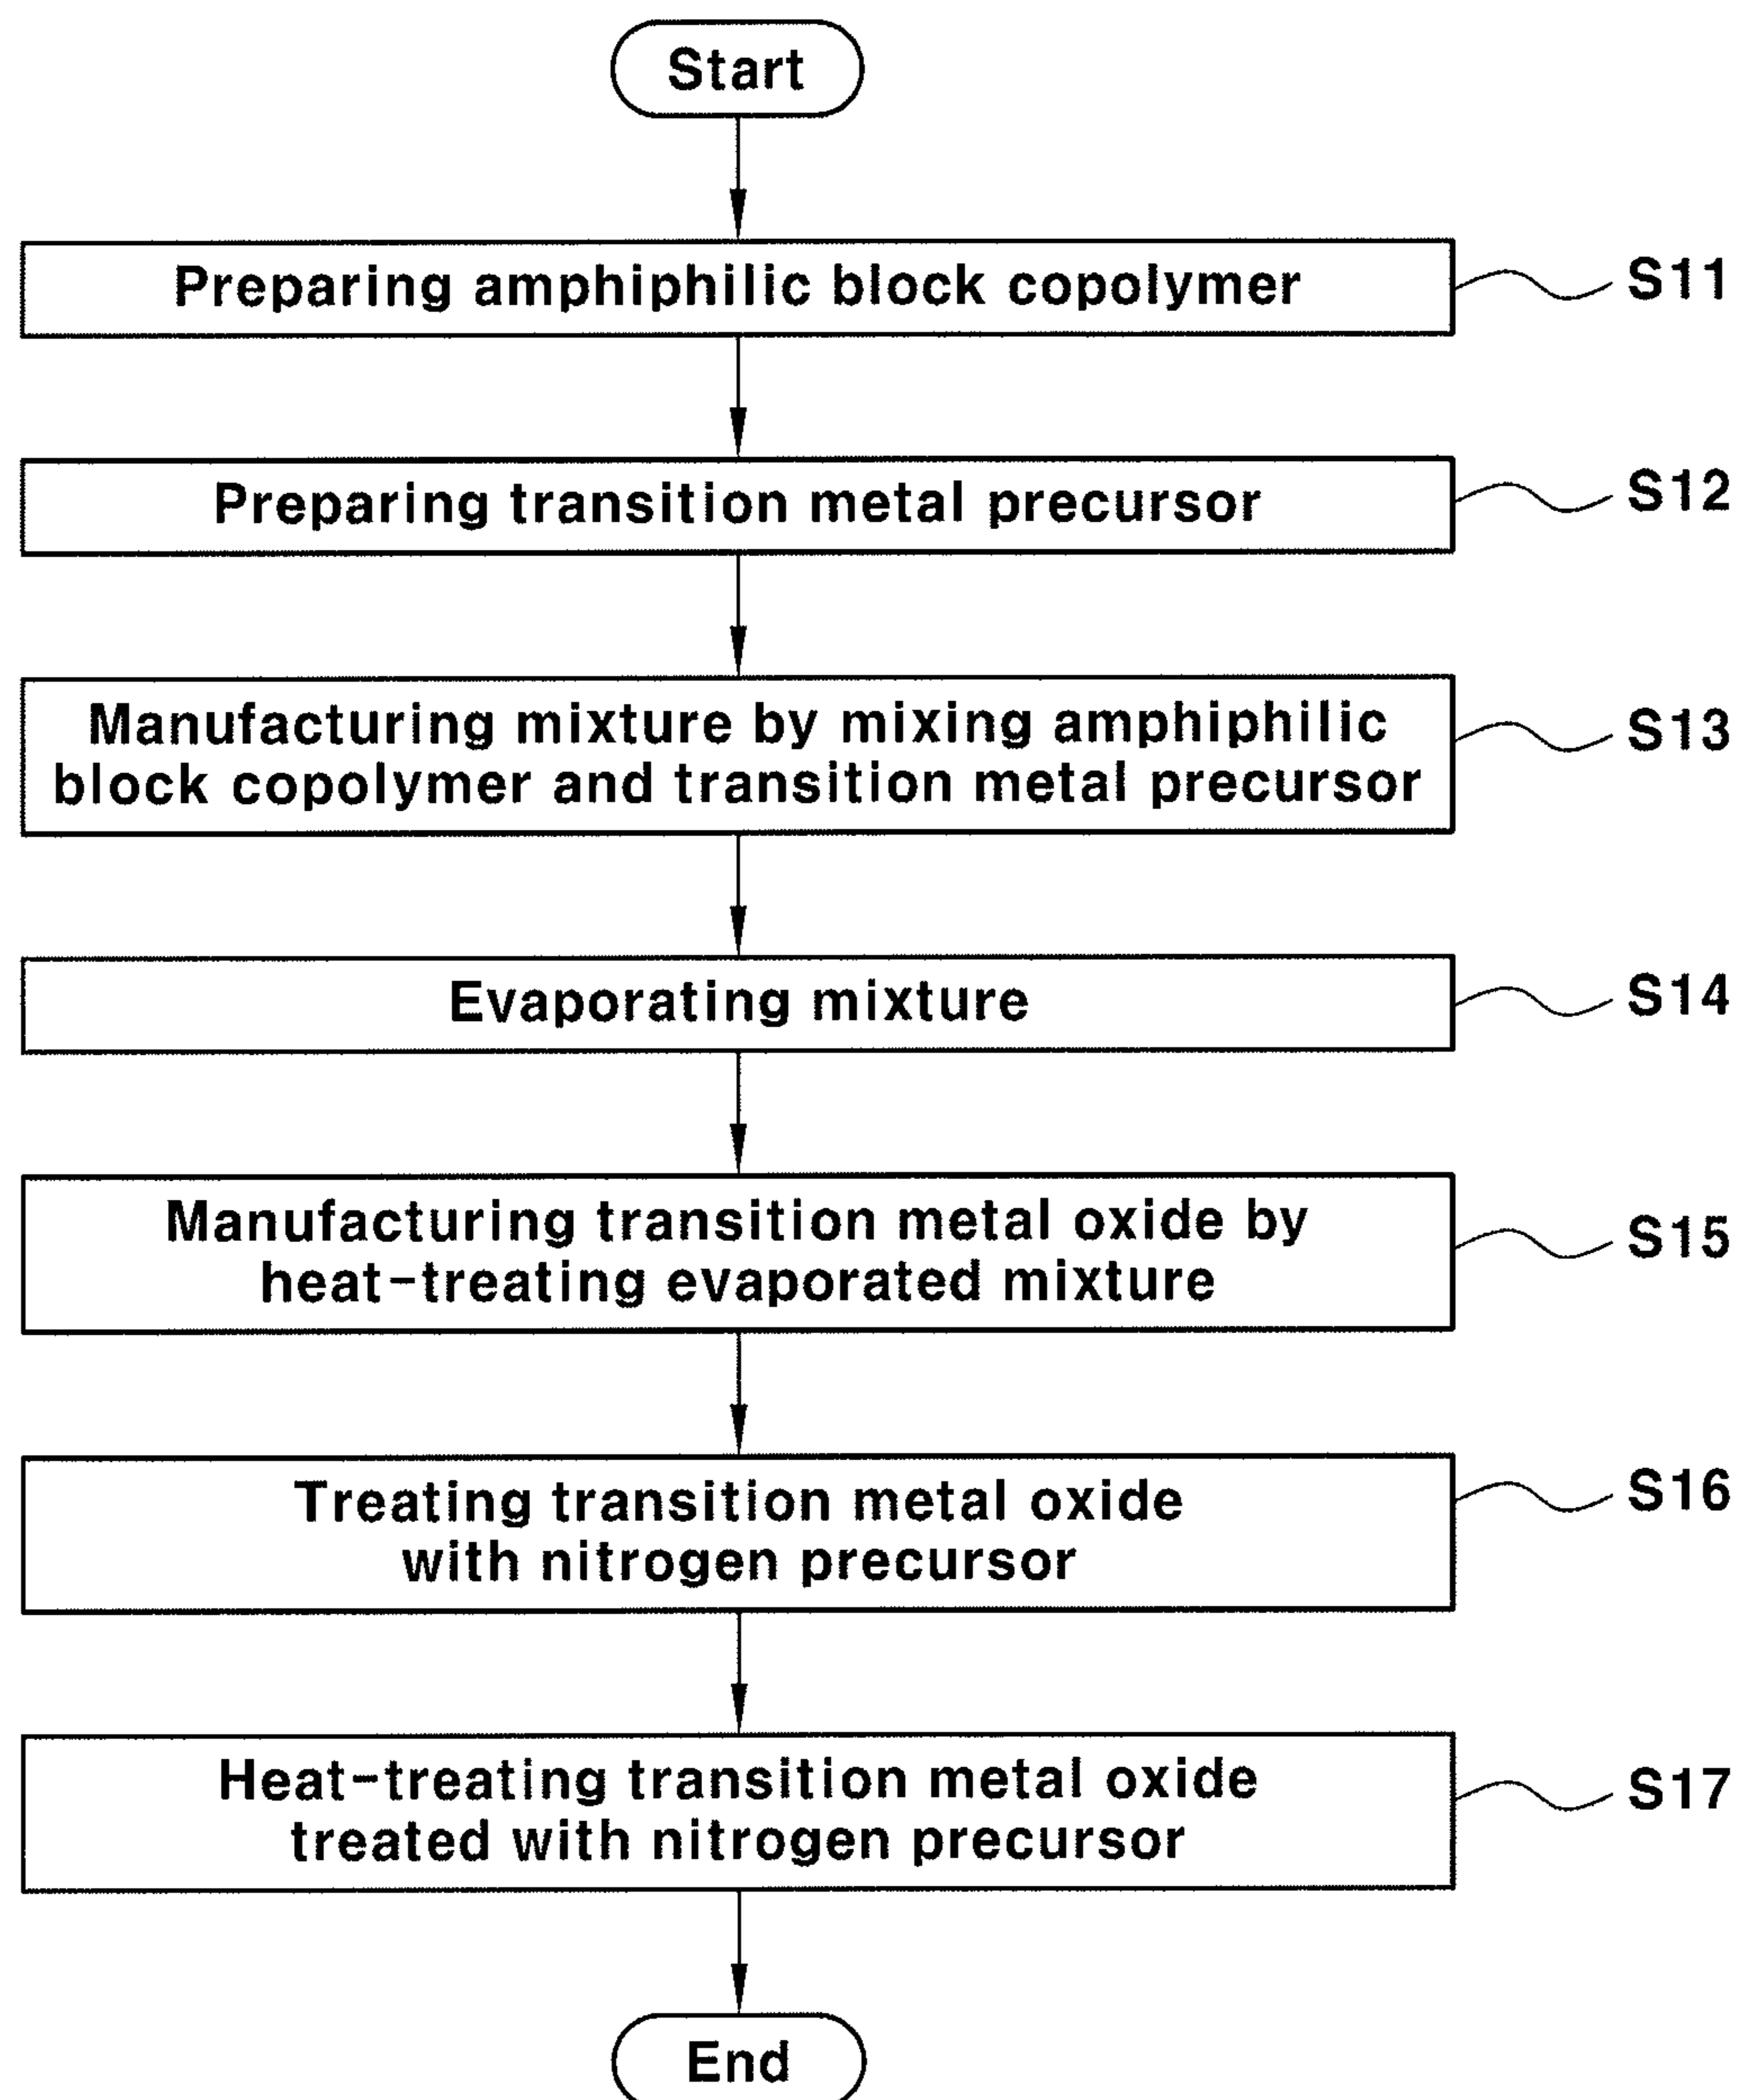 Start
Preparing amphiphilic block copolymer
S11
Preparing transition metal precursor
S12
Manufacturing mixture by mixing amphiphilic
block copolymer and transition metal precursor
S13
Evaporating mixture
S14
Manufacturing transition metal oxide by
heat-treating evaporated mixture
S15
Treating transition metal oxide
with nitrogen precursor
S16
Heat-treating transition metal oxide
treated with nitrogen precursor
S17
End